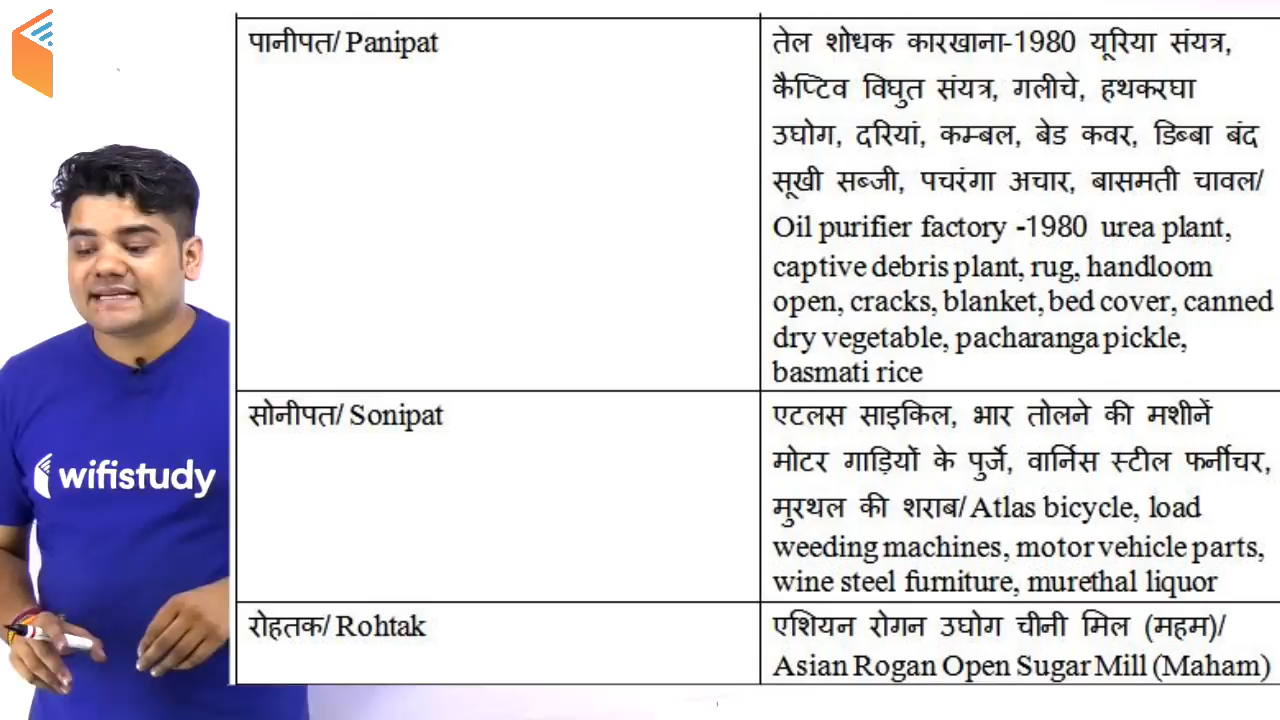 पानीपत/ Panipat
तेल शोधक कारखाना-1980 यूरिया संयत्र,
कैप्टिव विघुत संयत्र, गलीचे, हथकरघा
उघोग, दरियां, कम्बल, बेड कवर, डिब्बा बंद
सूखी सब्जी, पचरंगा अचार, बासमती चावल/
Oil purifier factory -1980 urea plant,
captive debris plant, rug, handloom
open, cracks, blanket, bed cover, canned
dry vegetable, pacharanga pickle,
basmati rice
सोनीपत/ Sonipat
एटलस साइकिल, भार तोलने की मशीनें
मोटर गाड़ियों के पुर्जे, वार्निस स्टील फर्नीचर,
मुरथल की शराब/ Atlas bicycle, load
weeding machines, motor vehicle parts,
wine steel furniture, murethal liquor
रोहतक/ Rohtak
एशियन रोगन उघोग चीनी मिल (महम)/
Asian Rogan Open Sugar Mill (Maham)
wifistudy